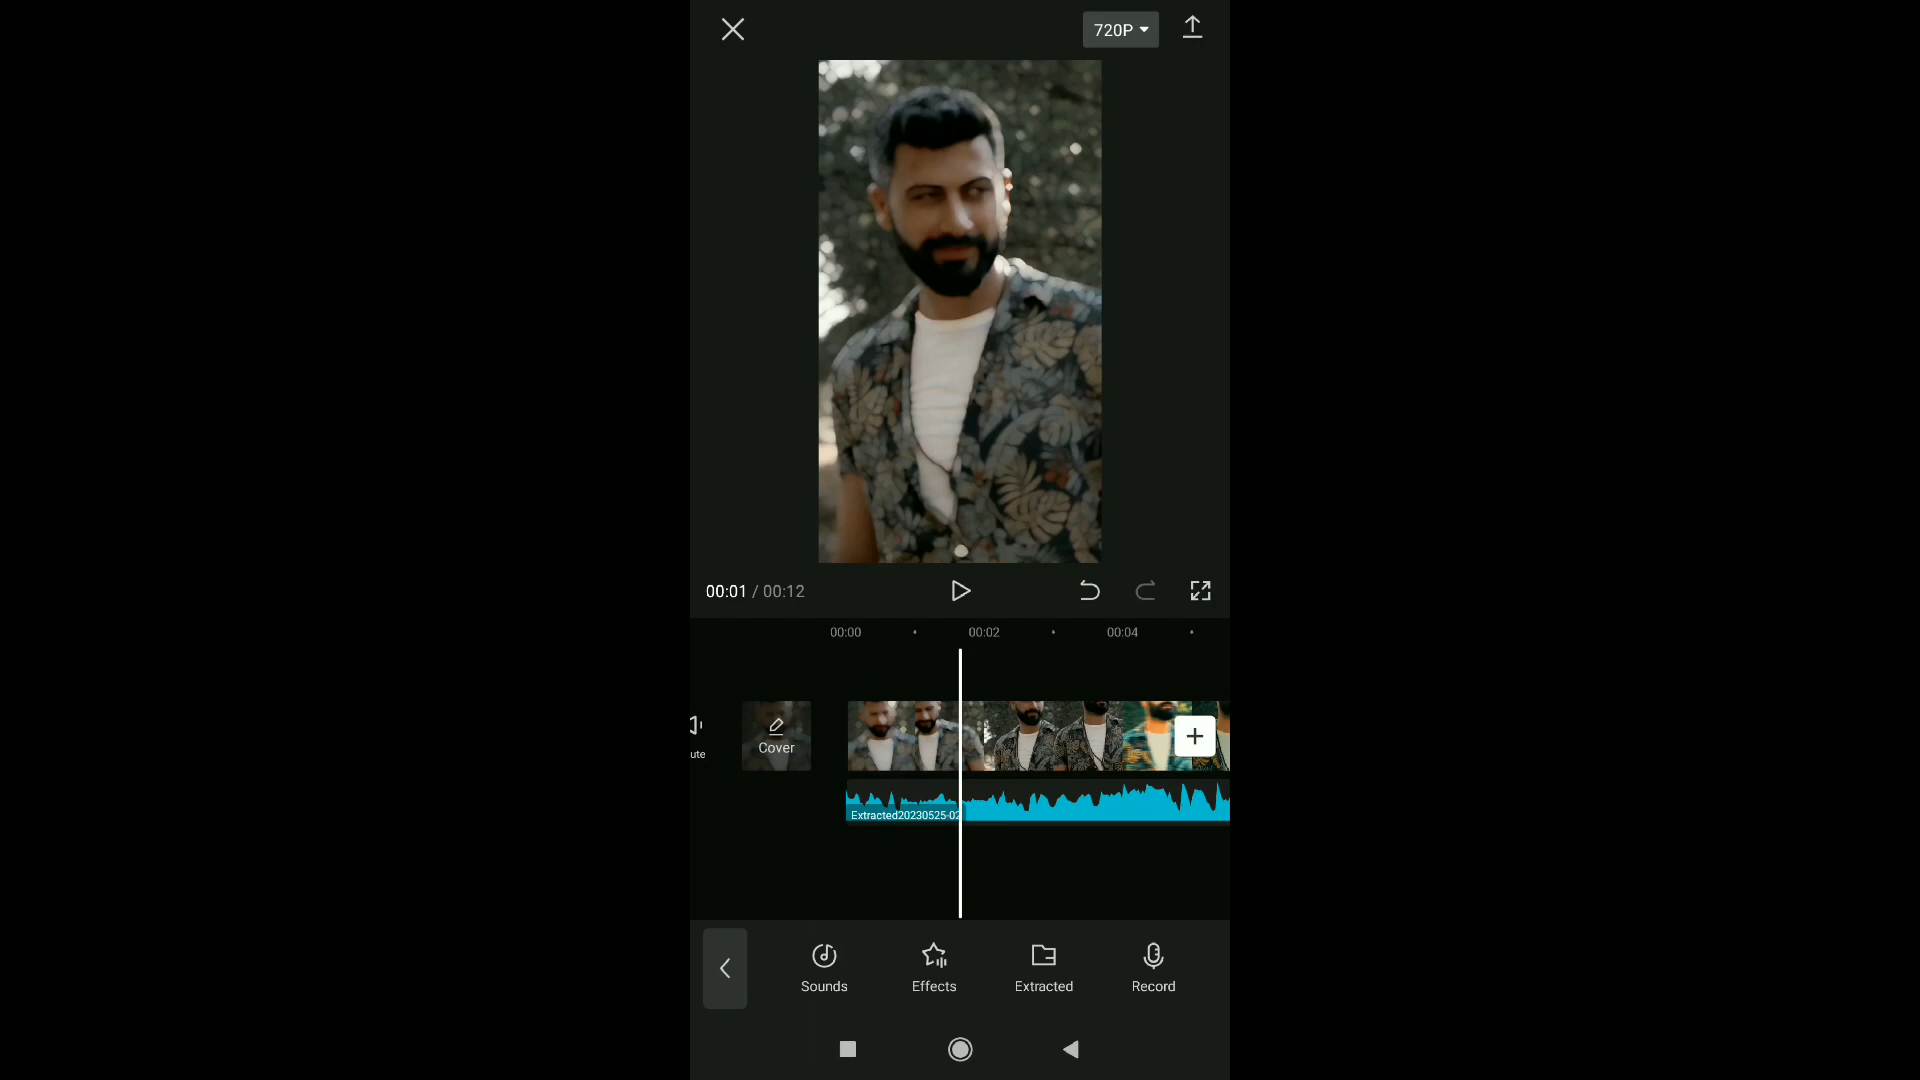 720P
00:01 / 00:12
00:00
00:02
00:04
ute
Cover
Extracted20230525-02
Sounds
Effects
Extracted
Record